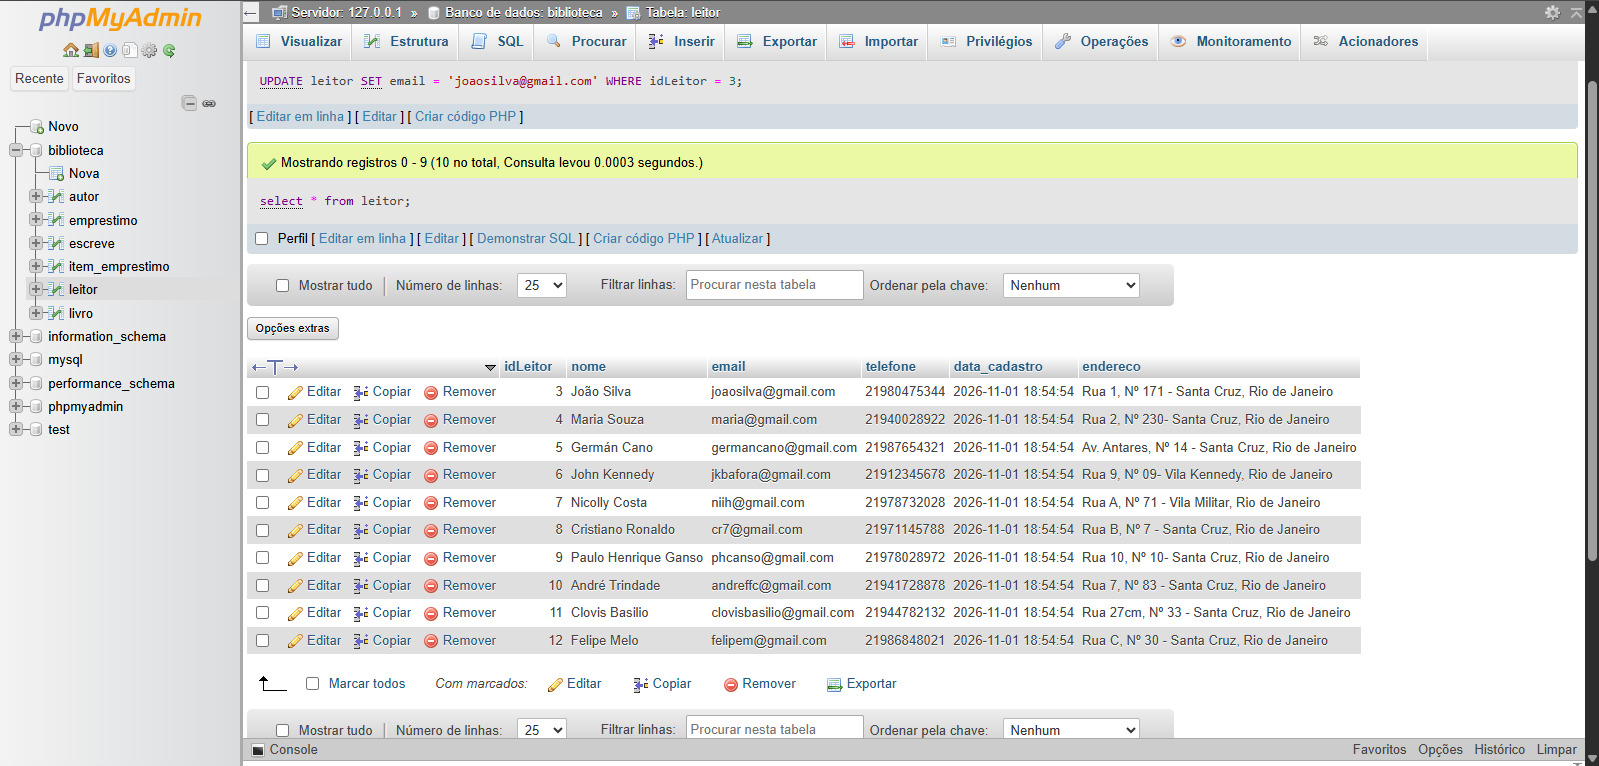 phpMyAdmin
Recente Favoritos
Novo
biblioteca
Nova
autor
emprestimo
escreve
item_emprestimo
leitor
livro
information_schema
mysql
performance_schema
phpmyadmin
test
Servidor: 127.0.0.1 » Banco de dados: biblioteca » Tabela: leitor
Visualizar Estrutura SQL Procurar Inserir Exportar Importar Privilégios Operações Monitoramento Acionadores
UPDATE leitor SET email = 'joaosilva@gmail.com' WHERE idLeitor = 3;
[ Editar em linha ] [ Editar ] [ Criar código PHP ]
Mostrando registros 0 - 9 (10 no total, Consulta levou 0.0003 segundos.)
select * from leitor;
Perfil [ Editar em linha ] [ Editar ] [ Demonstrar SQL ] [ Criar código PHP ] [ Atualizar ]
Mostrar tudo | Número de linhas: 25 Filtrar linhas: Procurar nesta tabela Ordenar pela chave: Nenhum
Opções extras
←T→ idLeitor nome email telefone data_cadastro endereco
Editar Copiar Remover 3 João Silva joaosilva@gmail.com 21980475344 2026-11-01 18:54:54 Rua 1, Nº 171 - Santa Cruz, Rio de Janeiro
Editar Copiar Remover 4 Maria Souza maria@gmail.com 21940028922 2026-11-01 18:54:54 Rua 2, Nº 230- Santa Cruz, Rio de Janeiro
Editar Copiar Remover 5 Germán Cano germancano@gmail.com 21987654321 2026-11-01 18:54:54 Av. Antares, Nº 14 - Santa Cruz, Rio de Janeiro
Editar Copiar Remover 6 John Kennedy jkbafora@gmail.com 21912345678 2026-11-01 18:54:54 Rua 9, Nº 09- Vila Kennedy, Rio de Janeiro
Editar Copiar Remover 7 Nicolly Costa niih@gmail.com 21978732028 2026-11-01 18:54:54 Rua A, Nº 71 - Vila Militar, Rio de Janeiro
Editar Copiar Remover 8 Cristiano Ronaldo cr7@gmail.com 21971145788 2026-11-01 18:54:54 Rua B, Nº 7 - Santa Cruz, Rio de Janeiro
Editar Copiar Remover 9 Paulo Henrique Ganso phcanso@gmail.com 21978028972 2026-11-01 18:54:54 Rua 10, Nº 10- Santa Cruz, Rio de Janeiro
Editar Copiar Remover 10 André Trindade andreffc@gmail.com 21941728878 2026-11-01 18:54:54 Rua 7, Nº 83 - Santa Cruz, Rio de Janeiro
Editar Copiar Remover 11 Clovis Basilio clovisbasilio@gmail.com 21944782132 2026-11-01 18:54:54 Rua 27cm, Nº 33 - Santa Cruz, Rio de Janeiro
Editar Copiar Remover 12 Felipe Melo felipem@gmail.com 21986848021 2026-11-01 18:54:54 Rua C, Nº 30 - Santa Cruz, Rio de Janeiro
Marcar todos Com marcados: Editar Copiar Remover Exportar
Mostrar tudo | Número de linhas: 25 Filtrar linhas: Procurar nesta tabela Ordenar pela chave: Nenhum
Console Favoritos Opções Histórico Limpar